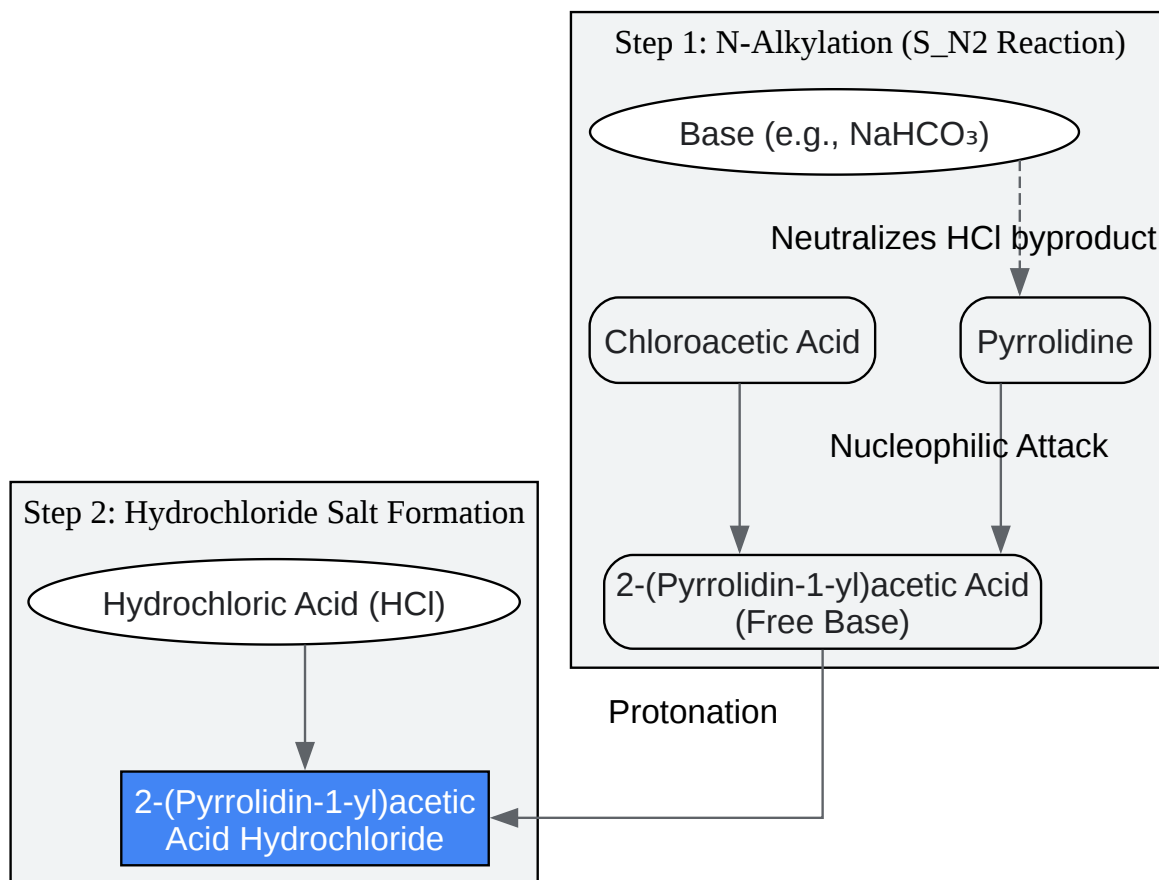 Step 1: N-Alkylation (S_N2 Reaction)
Base (e.g., NaHCO₃)
Neutralizes HCl byproduct
Chloroacetic Acid
Pyrrolidine
Nucleophilic Attack
2-(Pyrrolidin-1-yl)acetic Acid
(Free Base)
Step 2: Hydrochloride Salt Formation
Hydrochloric Acid (HCl)
Protonation
2-(Pyrrolidin-1-yl)acetic
Acid Hydrochloride